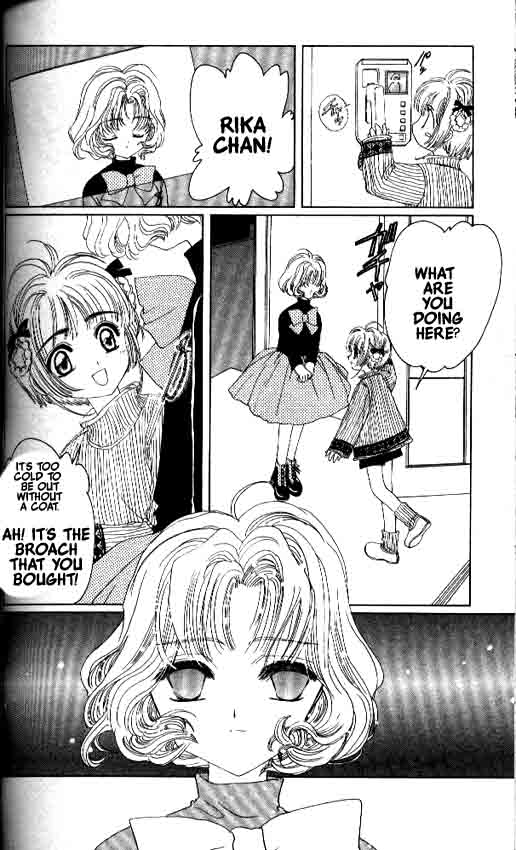 RIKA
CHAN!
WHAT
ARE
YOU
DOING
HERE?
IT'S TOO
COLD TO
BE OUT
WITHOUT
A COAT.
AH! IT'S THE
BROACH
THAT YOU
BOUGHT!